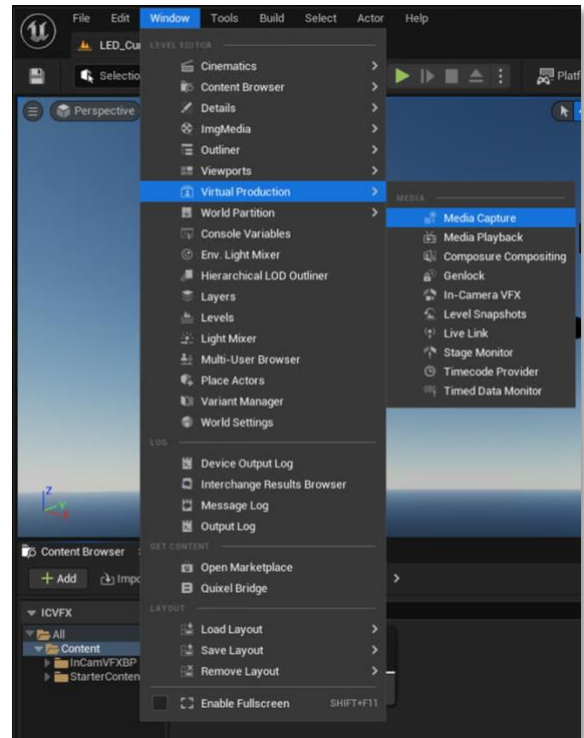 File Edit Window Tools Build Select Actor Help
LED_Cu
LEVEL EDITOR
Selectio
Platf
Perspective
Cinematics
Content Browser
Details
ImgMedia
Outliner
Viewports
Virtual Production
World Partition
Console Variables
Env. Light Mixer
Hierarchical LOD Outliner
Layers
Levels
Light Mixer
Multi-User Browser
Place Actors
Variant Manager
World Settings
MEDIA
Media Capture
Media Playback
Composure Compositing
Genlock
In-Camera VFX
Level Snapshots
Live Link
Stage Monitor
Timecode Provider
Timed Data Monitor
LOG
Device Output Log
Interchange Results Browser
Message Log
Output Log
GET CONTENT
Open Marketplace
Quixel Bridge
LAYOUT
Load Layout
Save Layout
Remove Layout
Enable Fullscreen SHIFT+F11
Z
Y
X
Content Browser
Add Impo
ICVFX
All
Content
InCamVFXBP
StarterConten